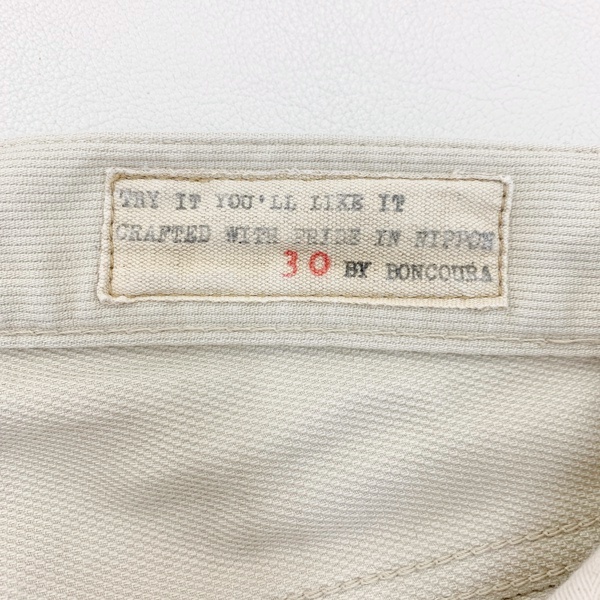 TRY IT YOU'LL LIKE IT
CRAFTED WITH PRIDE IN NIPPON
30 BY BONCOURA